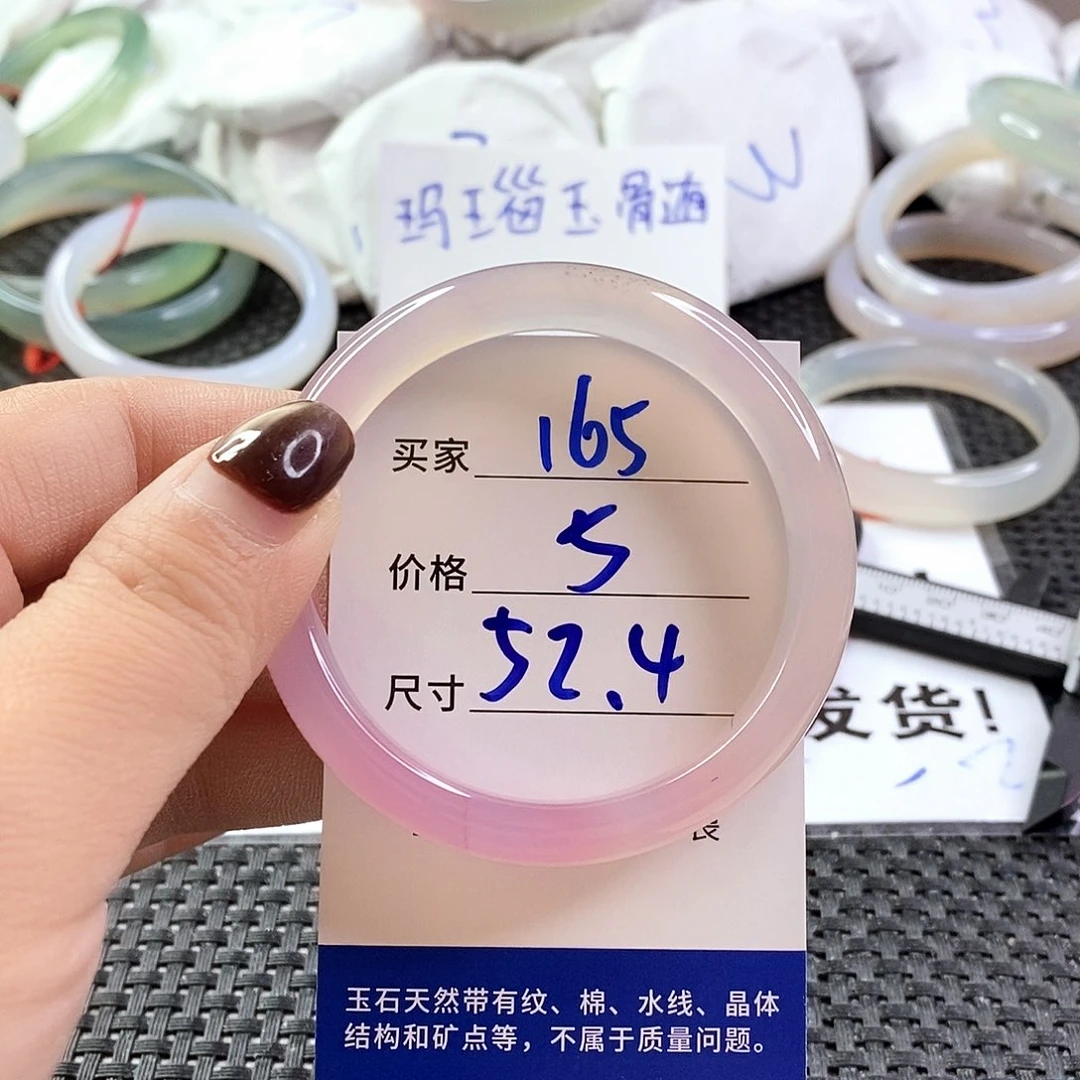 玛瑙玉骨髓
买家 165
价格 5
尺寸 52.4
发货!
长
玉石天然带有纹、棉、水线、晶体
结构和矿点等，不属于质量问题。